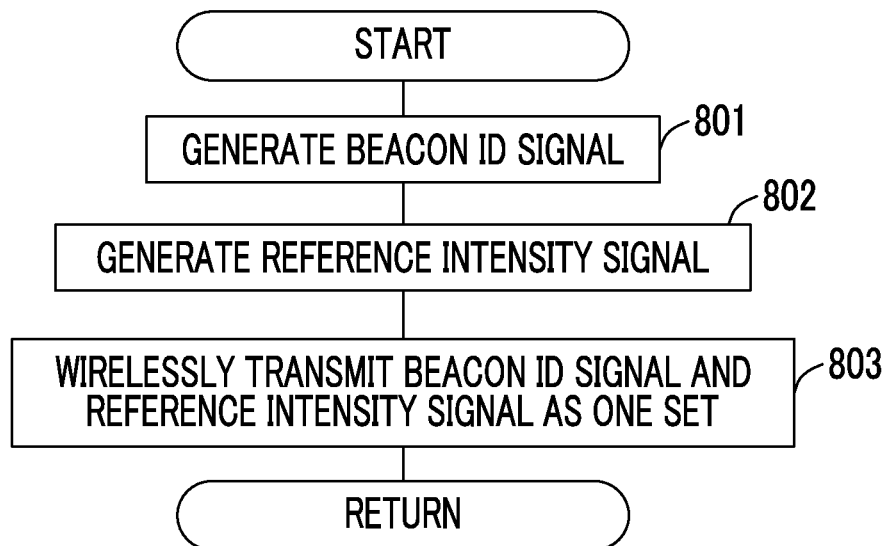 START
GENERATE BEACON ID SIGNAL
801
GENERATE REFERENCE INTENSITY SIGNAL
802
WIRELESSLY TRANSMIT BEACON ID SIGNAL AND
REFERENCE INTENSITY SIGNAL AS ONE SET
803
RETURN